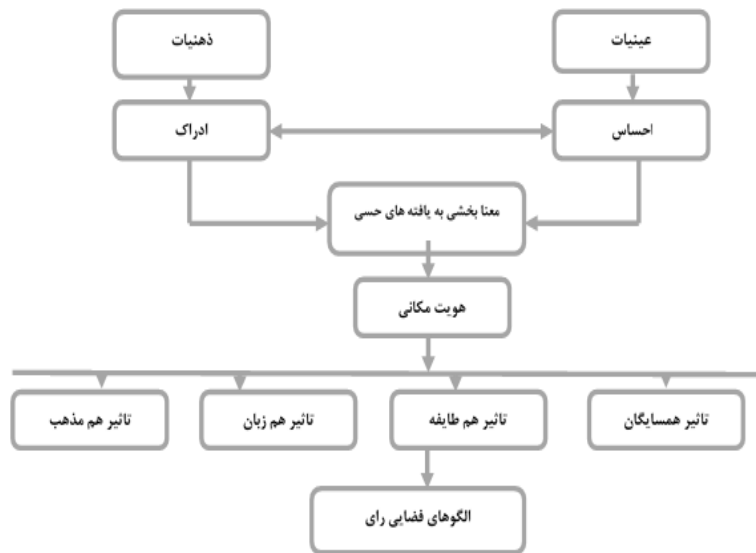 عینیات
ذهنیات
احساس
ادراک
معنا بخشی به یافته های حسی
هویت مکانی
تاثیر همسایگان
تاثیر هم طایفه
تاثیر هم زبان
تاثیر هم مذهب
الگوهای فضایی رای